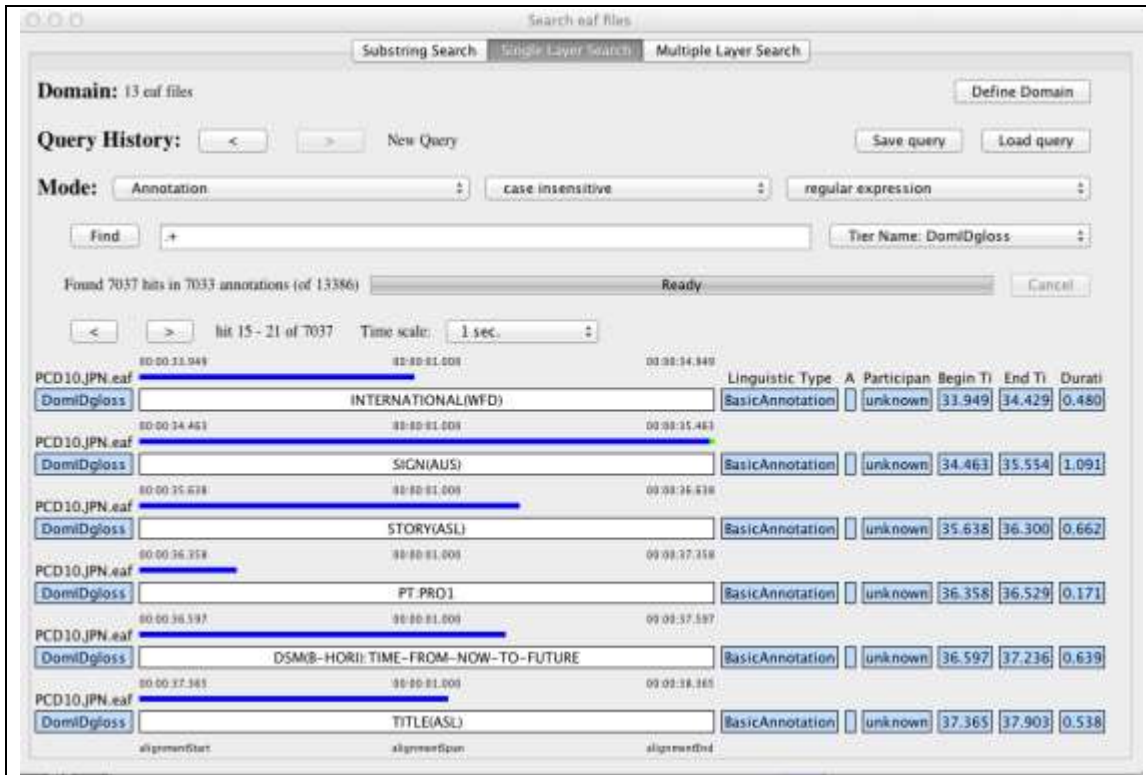 Search eaf files
Substring Search Single Layer Search Multiple Layer Search
Domain: 13 eaf files Define Domain
Query History: < > New Query Save query Load query
Mode: Annotation case insensitive regular expression
Find .+ Tier Name: DomIDgloss
Found 7037 hits in 7033 annotations (of 13386) Ready Cancel
< > hit 15 - 21 of 7037 Time scale: 1 sec.
00:00:33.949 00:00:01.000 00:00:34.949
PCD10.JPN.eaf Linguistic Type A Participan Begin Ti End Ti Durati
DomIDgloss INTERNATIONAL(WFD) BasicAnnotation unknown 33.949 34.429 0.480
00:00:34.463 00:00:01.000 00:00:35.463
PCD10.JPN.eaf
DomIDgloss SIGN(AUS) BasicAnnotation unknown 34.463 35.554 1.091
00:00:35.638 00:00:01.000 00:00:36.638
PCD10.JPN.eaf
DomIDgloss STORY(ASL) BasicAnnotation unknown 35.638 36.300 0.662
00:00:36.358 00:00:01.000 00:00:37.358
PCD10.JPN.eaf
DomIDgloss PT:PRO1 BasicAnnotation unknown 36.358 36.529 0.171
00:00:36.597 00:00:01.000 00:00:37.597
PCD10.JPN.eaf
DomIDgloss DSM(B-HORI):TIME-FROM-NOW-TO-FUTURE BasicAnnotation unknown 36.597 37.236 0.639
00:00:37.365 00:00:01.000 00:00:38.365
PCD10.JPN.eaf
DomIDgloss TITLE(ASL) BasicAnnotation unknown 37.365 37.903 0.538
alignmentStart alignmentSpan alignmentEnd